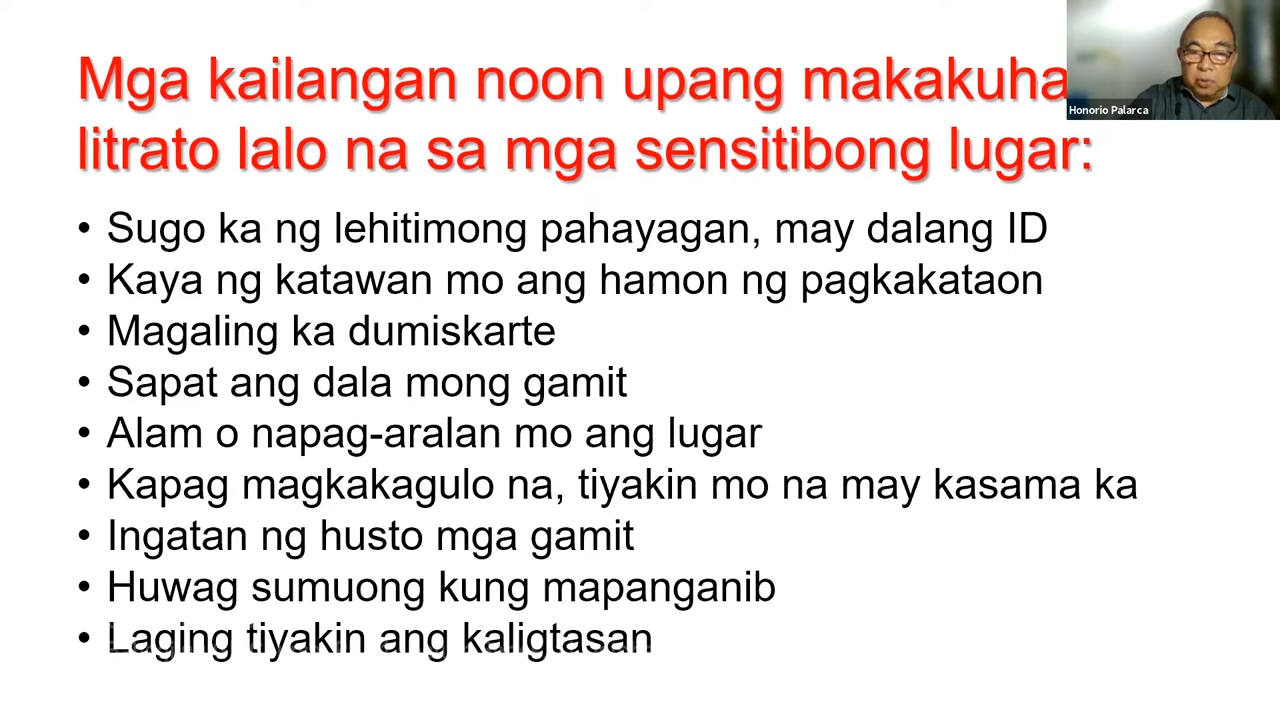 Mga kailangan noon upang makakuha
litrato lalo na sa mga sensitibong lugar:
Honorio Palarca
• Sugo ka ng lehitimong pahayagan, may dalang ID
• Kaya ng katawan mo ang hamon ng pagkakataon
• Magaling ka dumiskarte
• Sapat ang dala mong gamit
• Alam o napag-aralan mo ang lugar
• Kapag magkakagulo na, tiyakin mo na may kasama ka
• Ingatan ng husto mga gamit
• Huwag sumuong kung mapanganib
• Laging tiyakin ang kaligtasan